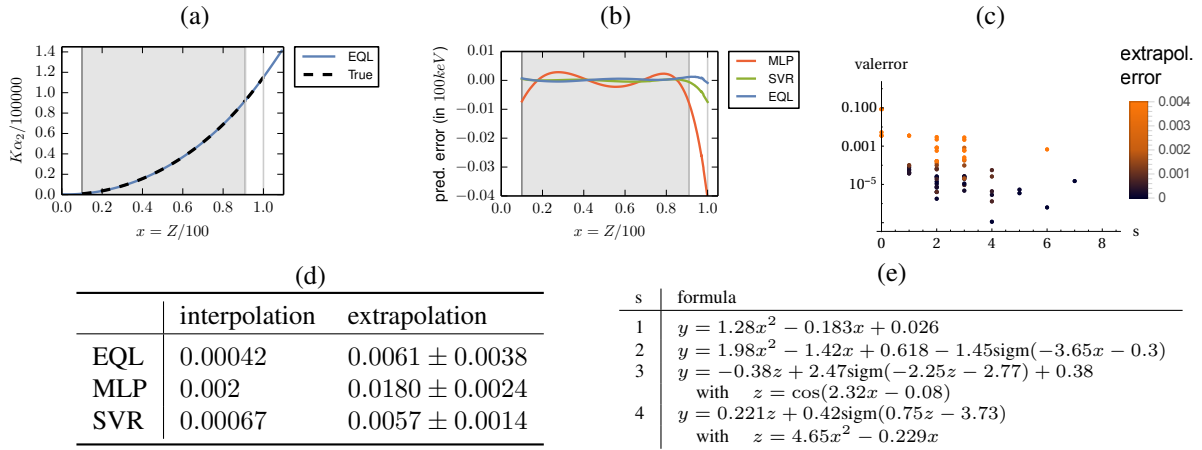 (a)
1.4
1.2
1.0
0.8
0.6
0.4
0.2
0.0
Kα₂/100000
0.0 0.2 0.4 0.6 0.8 1.0
x = Z/100
EQL
True
(b)
0.01
0.00
−0.01
−0.02
−0.03
−0.04
pred. error (in 100keV)
0.0 0.2 0.4 0.6 0.8 1.0
x = Z/100
MLP
SVR
EQL
(c)
valerror
0.100
0.001
10⁻⁵
0 2 4 6 8 s
extrapol.
error
0.004
0.003
0.002
0.001
0
(d)
interpolation extrapolation
EQL 0.00042 0.0061 ± 0.0038
MLP 0.002 0.0180 ± 0.0024
SVR 0.00067 0.0057 ± 0.0014
(e)
s formula
1 y = 1.28x² − 0.183x + 0.026
2 y = 1.98x² − 1.42x + 0.618 − 1.45sigm(−3.65x − 0.3)
3 y = −0.38z + 2.47sigm(−2.25z − 2.77) + 0.38
with z = cos(2.32x − 0.08)
4 y = 0.221z + 0.42sigm(0.75z − 3.73)
with z = 4.65x² − 0.229x